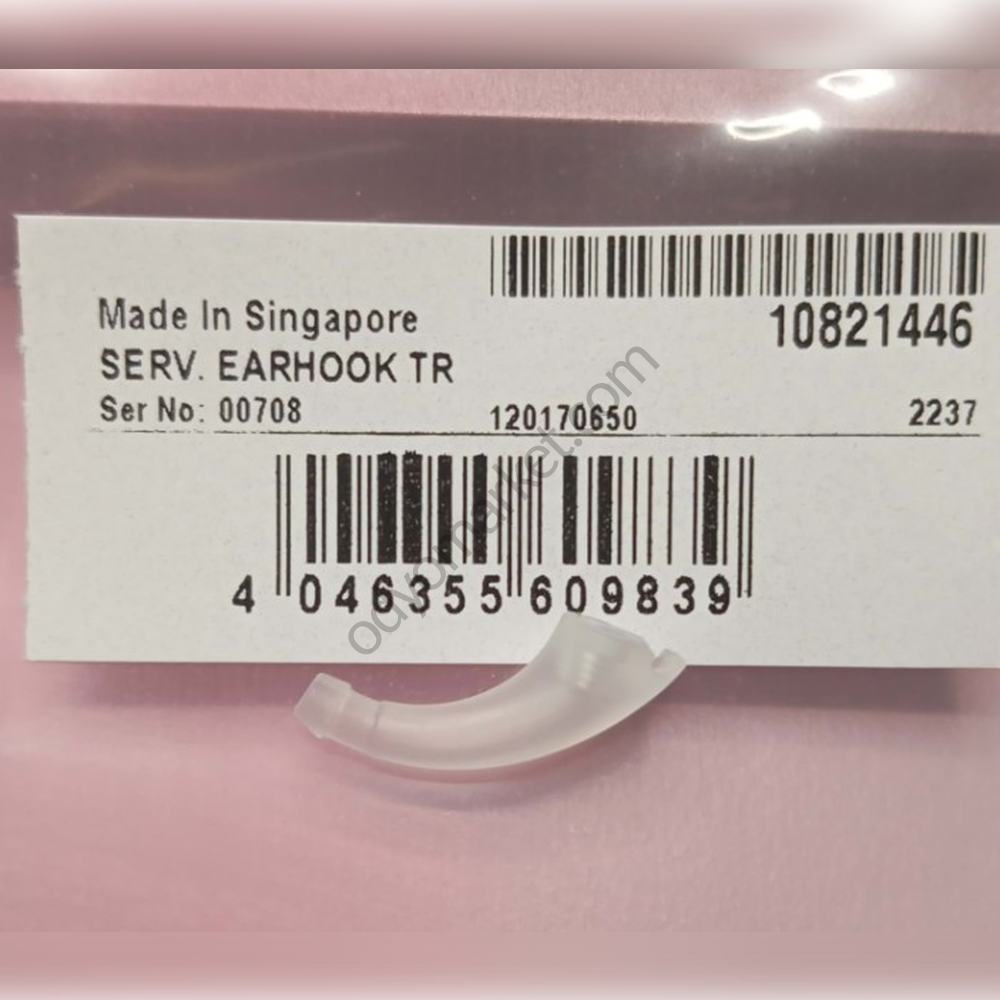 Made In Singapore
10821446
SERV. EARHOOK TR
Ser No: 00708 120170650 2237
4 046355 609839
odyomarket.com